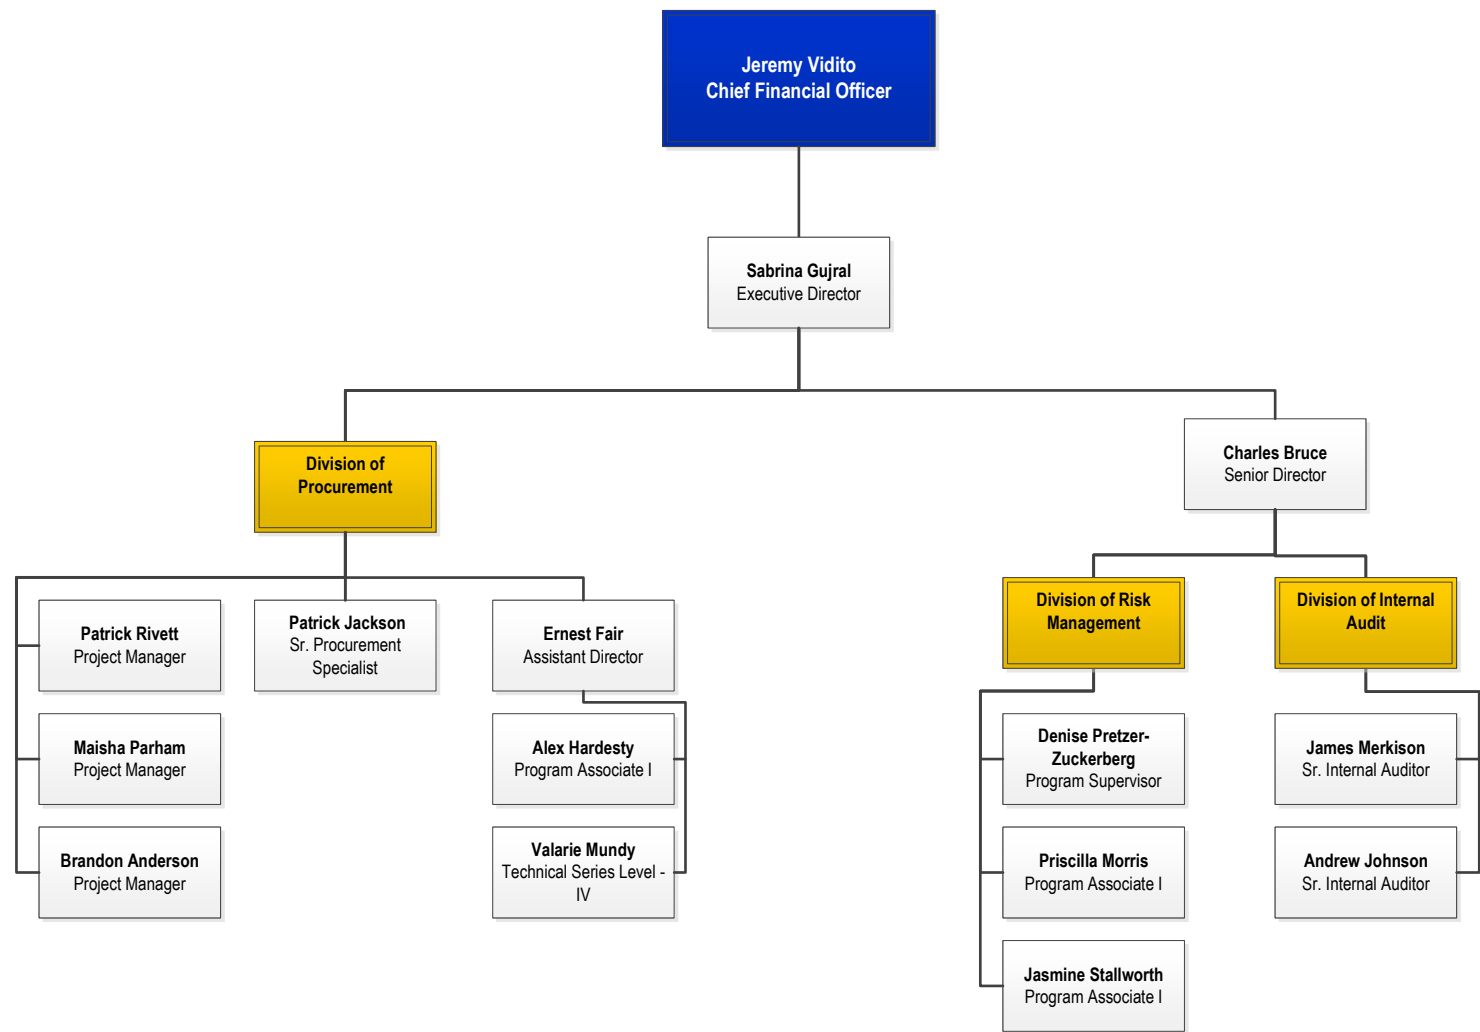 Jeremy Vidito
Chief Financial Officer
Sabrina Gujral
Executive Director
Division of
Procurement
Charles Bruce
Senior Director
Division of Risk
Management
Division of Internal
Audit
Patrick Rivett
Project Manager
Patrick Jackson
Sr. Procurement
Specialist
Ernest Fair
Assistant Director
Maisha Parham
Project Manager
Alex Hardesty
Program Associate I
Denise Pretzer-
Zuckerberg
Program Supervisor
James Merkison
Sr. Internal Auditor
Brandon Anderson
Project Manager
Valarie Mundy
Technical Series Level -
IV
Priscilla Morris
Program Associate I
Andrew Johnson
Sr. Internal Auditor
Jasmine Stallworth
Program Associate I